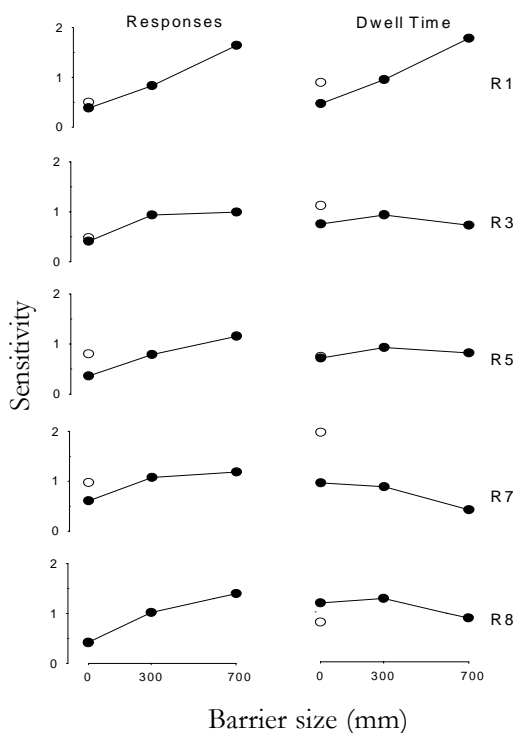 Responses Dwell Time
2
1
0
R1
2
1
0
R3
2
1
0
R5
2
1
0
R7
2
1
0
R8
0 300 700 0 300 700
Sensitivity
Barrier size (mm)